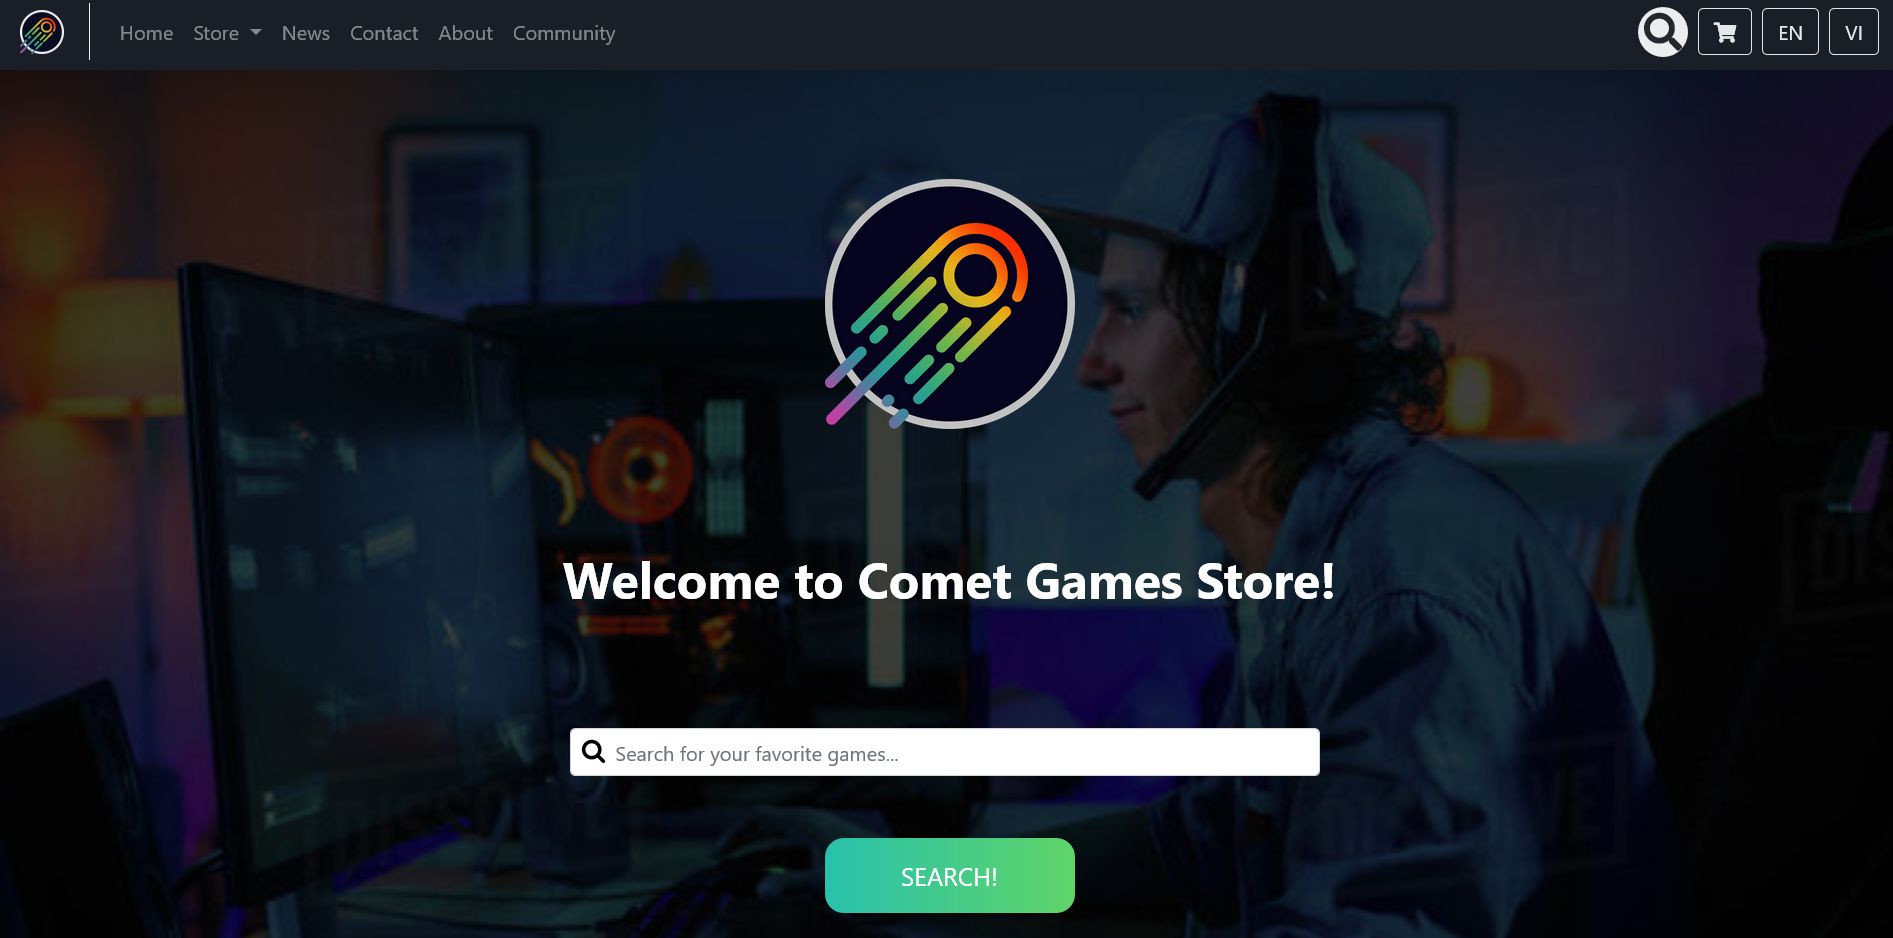 Home Store News Contact About Community EN VI
Welcome to Comet Games Store!
Search for your favorite games...
SEARCH!